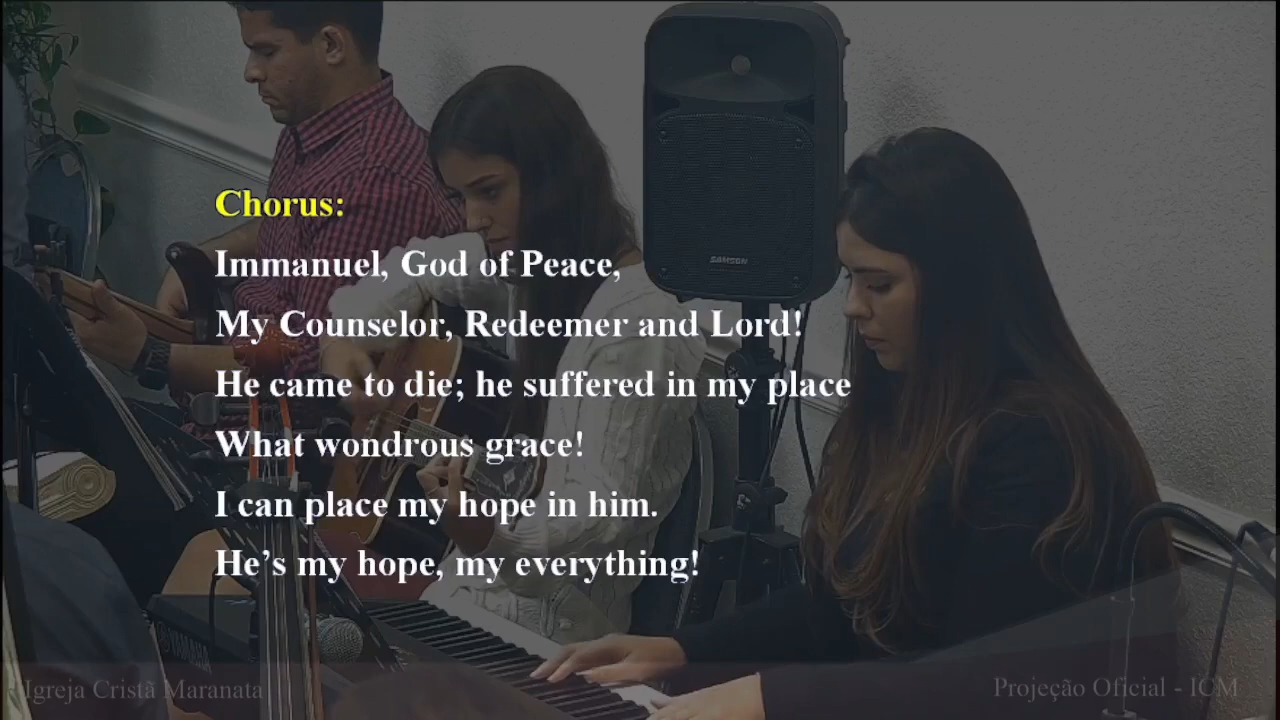 SAMSON
Chorus:
Immanuel, God of Peace,
My Counselor, Redeemer and Lord!
He came to die; he suffered in my place
What wondrous grace!
I can place my hope in him.
He’s my hope, my everything!
YAMAHA
Igreja Cristã Maranata
Projeção Oficial - ICM